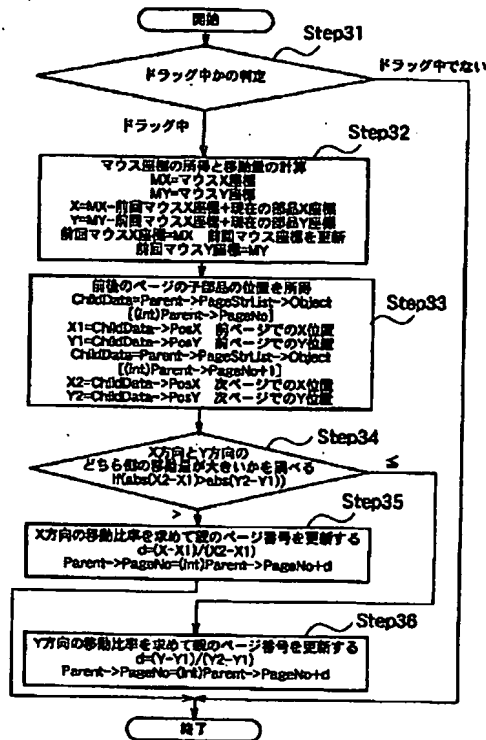 開始
Step31
ドラッグ中かの判定
ドラッグ中でない
ドラッグ中
Step32
マウス座標の所得と移動量の計算
MX=マウスX座標
MY=マウスY座標
X=MX-前回マウスX座標+現在の部品X座標
Y=MY-前回マウスX座標+現在の部品Y座標
前回マウスX座標=MX 前回マウス座標を更新
前回マウスY座標=MY
Step33
前後のページの子部品の位置を所得
ChildData=Parent->PageStrList->Object
[(int)Parent->PageNo]
X1=ChildData->PosX 前ページでのX位置
Y1=ChildData->PosY 前ページでのY位置
ChildData=Parent->PageStrList->Object
[(int)Parent->PageNo+1]
X2=ChildData->PosX 次ページでのX位置
Y2=ChildData->PosY 次ページでのY位置
Step34
X方向とY方向の
どちら側の移動量が大きいかを調べる
if(abs(X2-X1)>abs(Y2-Y1))
≦
>
Step35
X方向の移動比率を求めて親のページ番号を更新する
d=(X-X1)/(X2-X1)
Parent->PageNo=(int)Parent->PageNo+d
Step36
Y方向の移動比率を求めて親のページ番号を更新する
d=(Y-Y1)/(Y2-Y1)
Parent->PageNo=(int)Parent->PageNo+d
終了